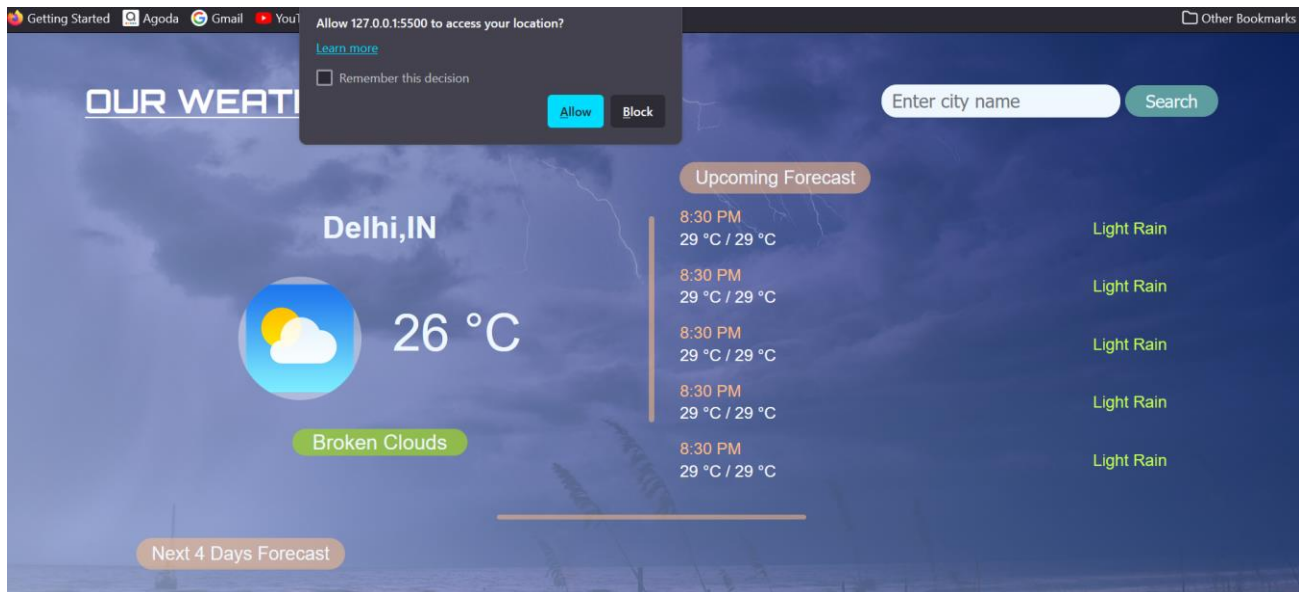 Getting Started Agoda Gmail YouT Other Bookmarks
Allow 127.0.0.1:5500 to access your location?
Learn more
Remember this decision
Allow Block
OUR WEATH
Enter city name Search
Upcoming Forecast
Delhi,IN
26 °C
Broken Clouds
8:30 PM
29 °C / 29 °C Light Rain
8:30 PM
29 °C / 29 °C Light Rain
8:30 PM
29 °C / 29 °C Light Rain
8:30 PM
29 °C / 29 °C Light Rain
8:30 PM
29 °C / 29 °C Light Rain
Next 4 Days Forecast